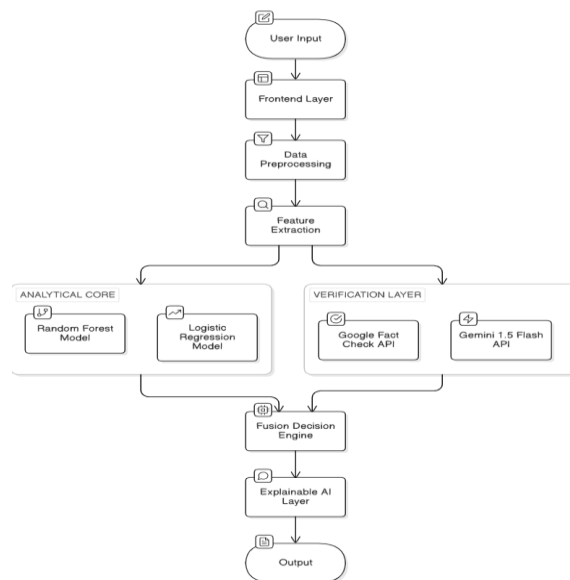 User Input
Frontend Layer
Data
Preprocessing
Feature
Extraction
ANALYTICAL CORE
Random Forest
Model
Logistic
Regression
Model
VERIFICATION LAYER
Google Fact
Check API
Gemini 1.5 Flash
API
Fusion Decision
Engine
Explainable AI
Layer
Output